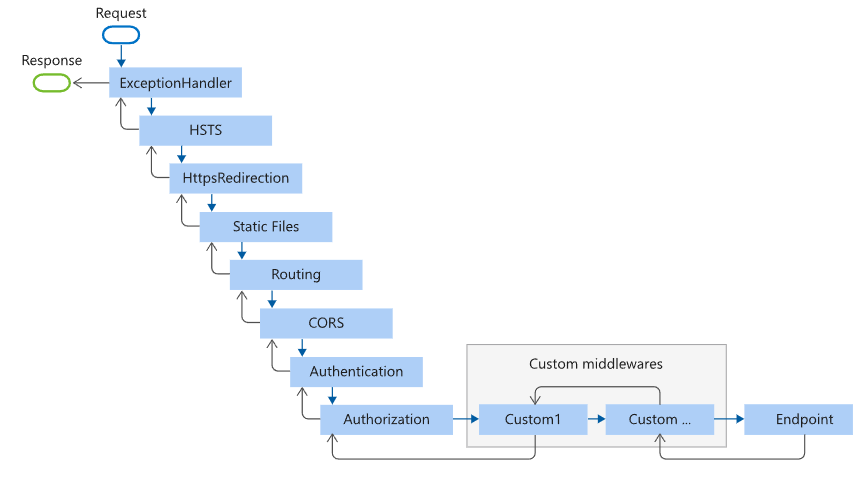 Request
Response
ExceptionHandler
HSTS
HttpsRedirection
Static Files
Routing
CORS
Authentication
Custom middlewares
Authorization
Custom1
Custom ...
Endpoint